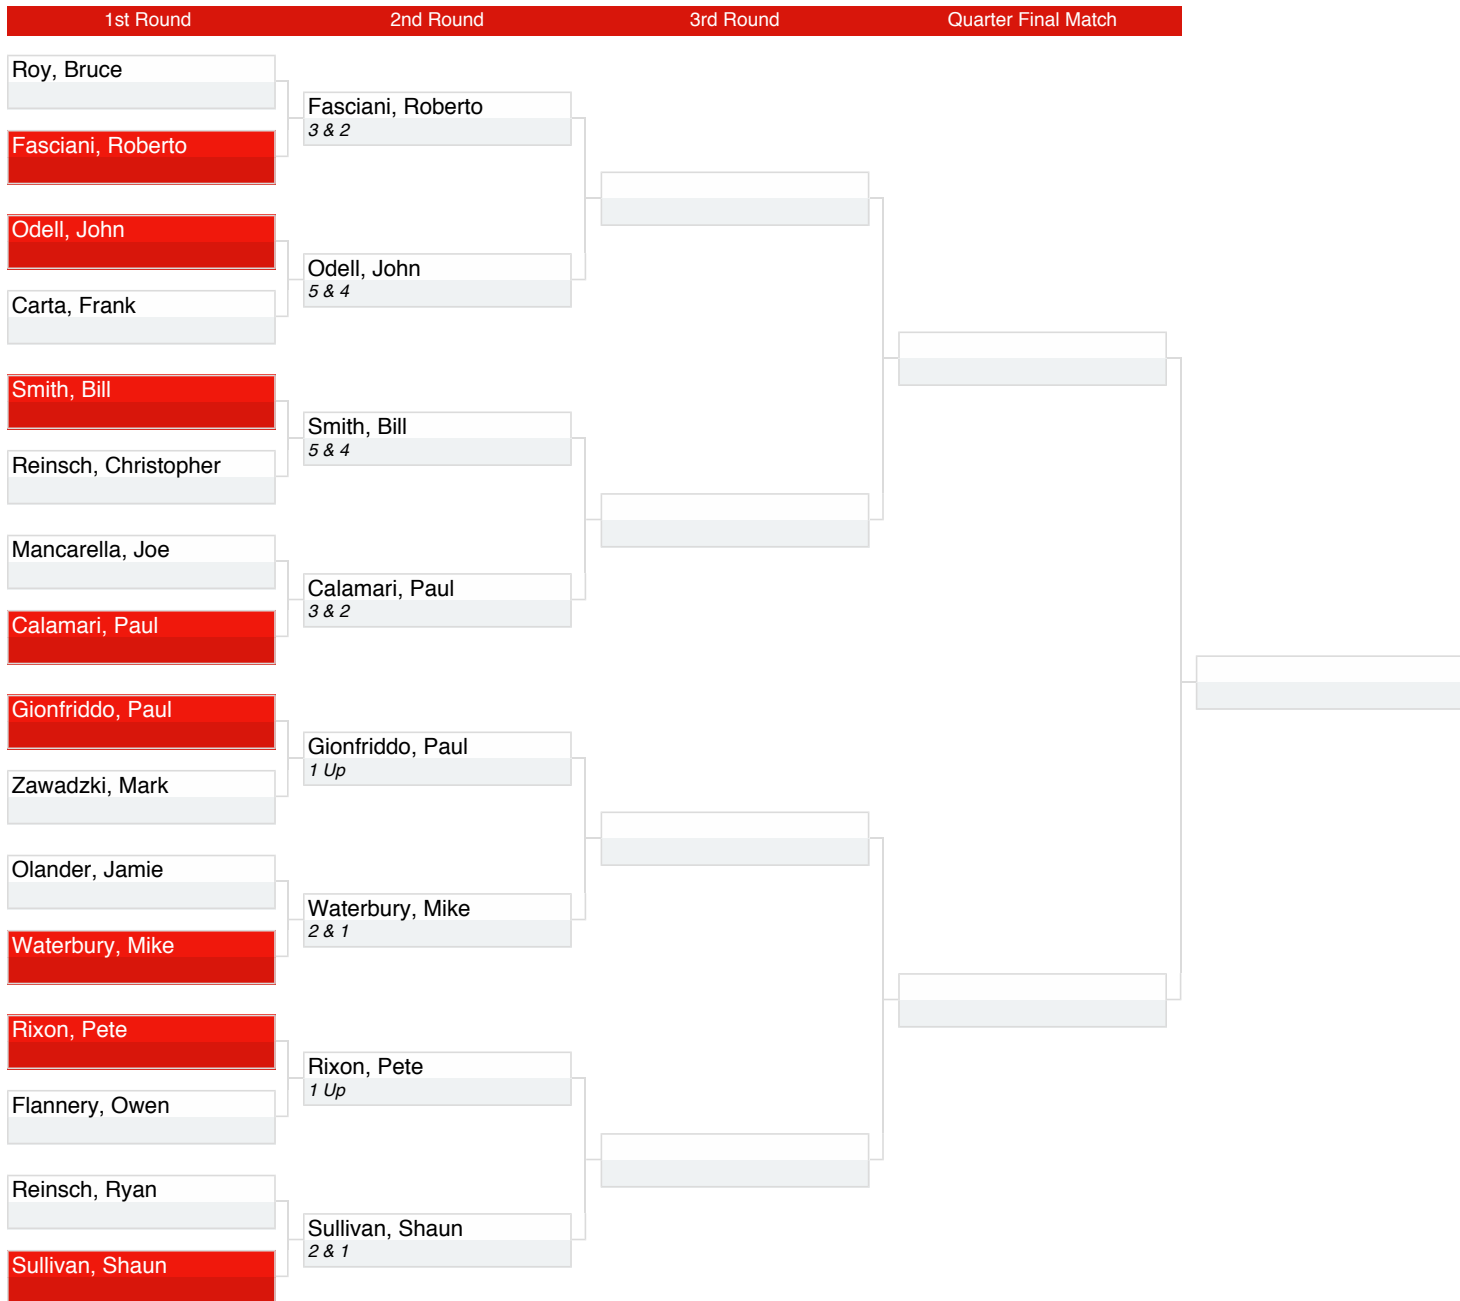 1st Round
2nd Round
3rd Round
Quarter Final Match
Roy, Bruce
Fasciani, Roberto
Odell, John
Carta, Frank
Smith, Bill
Reinsch, Christopher
Mancarella, Joe
Calamari, Paul
Gionfriddo, Paul
Zawadzki, Mark
Olander, Jamie
Waterbury, Mike
Rixon, Pete
Flannery, Owen
Reinsch, Ryan
Sullivan, Shaun
Fasciani, Roberto
3 & 2
Odell, John
5 & 4
Smith, Bill
5 & 4
Calamari, Paul
3 & 2
Gionfriddo, Paul
1 Up
Waterbury, Mike
2 & 1
Rixon, Pete
1 Up
Sullivan, Shaun
2 & 1